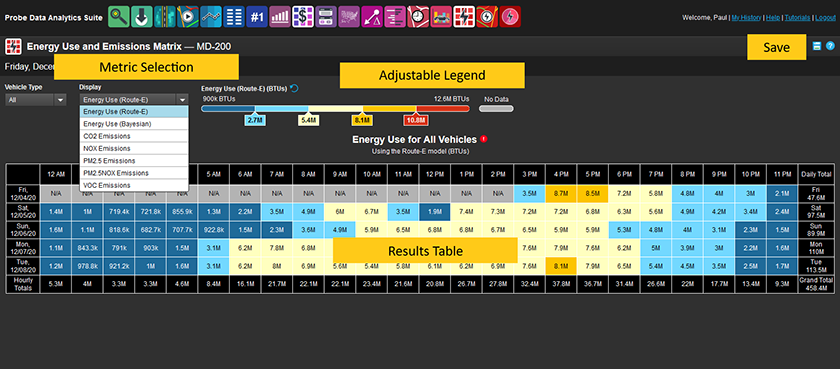 Probe Data Analytics Suite
#1
Welcome, Paul | My History | Help | Tutorials | Logout
Energy Use and Emissions Matrix — MD-200
Save
Friday, Decem
Metric Selection
Adjustable Legend
Vehicle Type
Display
Energy Use (Route-E) (BTUs)
All
Energy Use (Route-E)
900k BTUs
12.6M BTUs
No Data
Energy Use (Route-E)
Energy Use (Bayesian)
2.7M 5.4M 8.1M 10.8M
CO2 Emissions
NOX Emissions
PM2.5 Emissions
PM2.5NOX Emissions
VOC Emissions
Energy Use for All Vehicles
Using the Route-E model (BTUs)
12 AM 5 AM 6 AM 7 AM 8 AM 9 AM 10 AM 11 AM 12 PM 1 PM 2 PM 3 PM 4 PM 5 PM 6 PM 7 PM 8 PM 9 PM 10 PM 11 PM Daily Total
Fri, 12/04/20 N/A N/A N/A N/A N/A N/A N/A N/A N/A N/A N/A N/A N/A N/A N/A 3.5M 8.7M 8.5M 7.2M 5.8M 4.8M 4M 3M 2.1M Fri 47.6M
Sat, 12/05/20 1.4M 1M 719.4k 721.8k 855.9k 1.3M 2.2M 3.5M 4.9M 6M 6.7M 3.5M 1.9M 7.4M 7.3M 7.2M 7.2M 6.8M 6.3M 5.6M 4.9M 4.2M 3.4M 2.4M Sat 97.5M
Sun, 12/06/20 1.6M 1.1M 818.6k 682.7k 707.7k 922.8k 1.5M 2.3M 3.6M 4.9M 5.9M 6.5M 6.9M 7.2M 7.2M 7.2M 6.9M 6.5M 5.9M 5.3M 4.8M 4M 3.1M 2.3M Sun 89.9M
Mon, 12/07/20 1.1M 843.3k 791k 903k 1.5M 3.1M 6.2M 7.8M 6.8M 7.6M 7.9M 7.6M 6.2M 5M 3.9M 3.9M 2.2M 1.6M Mon 110M
Tue, 12/08/20 1.2M 978.8k 921.2k 1M 1.6M 3.1M 6.2M 8M 6.9M 5.6M 5.4M 5.8M 7.6M 8.1M 7.9M 6.5M 5.4M 4.5M 3.5M 2.5M 1.7M Tue 113.5M
Results Table
Hourly Totals 5.3M 4M 3.3M 3.3M 4.6M 8.4M 16.1M 21.7M 22.1M 22.1M 23.4M 21.6M 20.8M 26.7M 27.8M 32.4M 37.8M 36.7M 31.4M 26.6M 22M 17.7M 13.4M 9.3M Grand Total 458.4M